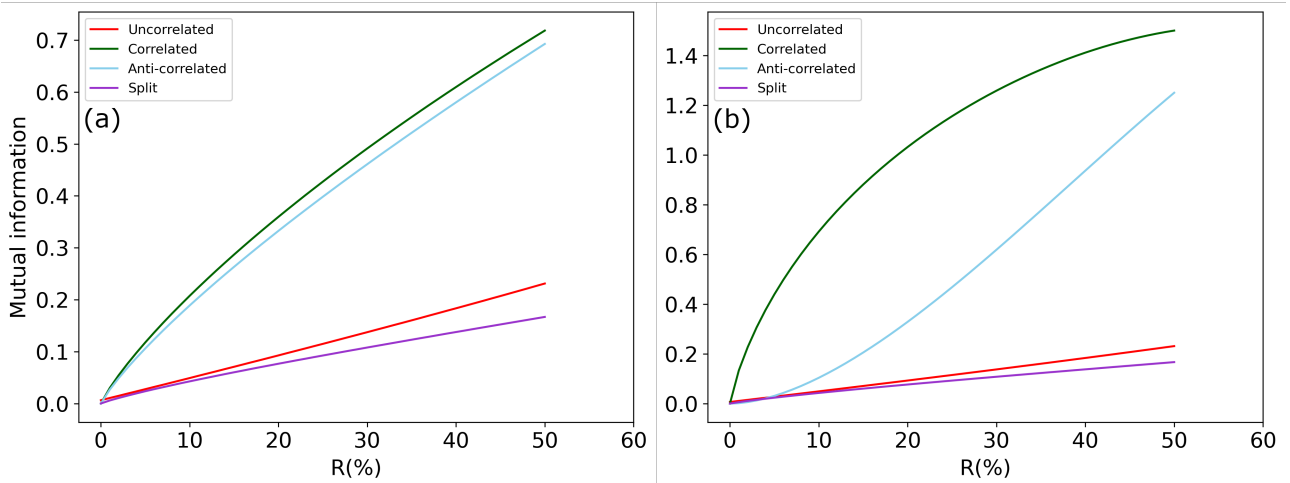 Uncorrelated
Correlated
Anti-correlated
Split
(a)
Mutual information
0.7
0.6
0.5
0.4
0.3
0.2
0.1
0.0
0 10 20 30 40 50 60
R(%)
Uncorrelated
Correlated
Anti-correlated
Split
(b)
1.4
1.2
1.0
0.8
0.6
0.4
0.2
0.0
0 10 20 30 40 50 60
R(%)